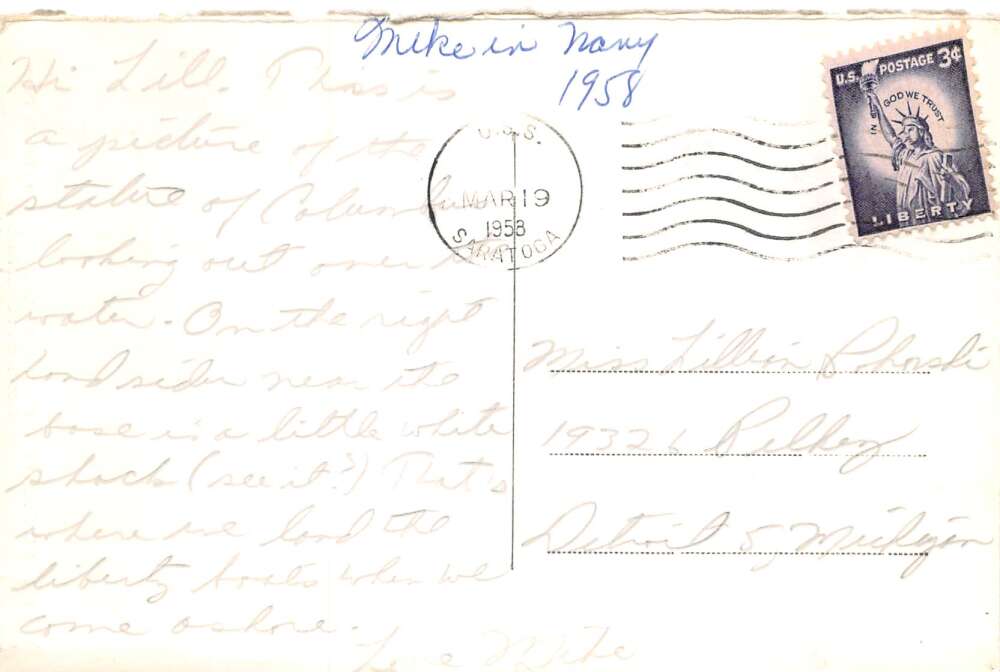 Mike in Navy
1958
Hi Lill. This is
a picture of the
statue of Columbus
looking out over the
water. On the right
hand side near the
base is a little white
shack (see it?) That's
where we land the
liberty boats when we
come ashore.
Love Mike
U.S.S.
MAR 19
1958
SARATOGA
U.S. POSTAGE 3¢
IN GOD WE TRUST
LIBERTY
Miss Lillian
Detroit 5 Michigan